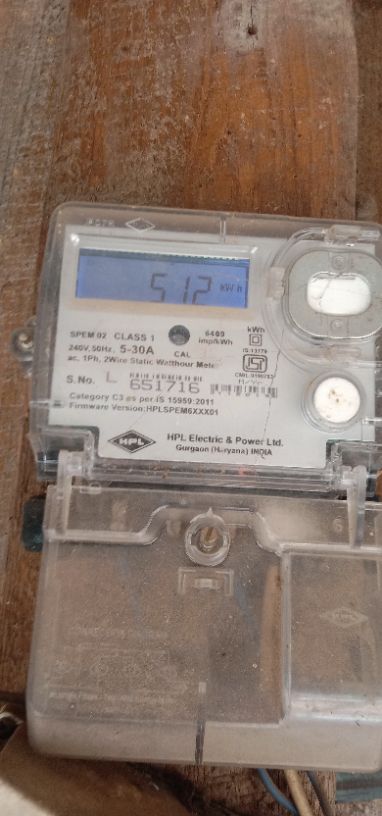 512 kWh
SPEM 02 CLASS 1
240V, 50Hz, 5-30A
CAL
6400 imp/kWh
kWh
ac. 1Ph, 2Wire Static Watthour Meter
IS:13779
S.No. L 651716
M/Yr.
Category C3 as per IS 15959:2011
Firmware Version:HPLSPEM6XXX01
HPL
HPL Electric & Power Ltd.
Gurgaon (Haryana) INDIA